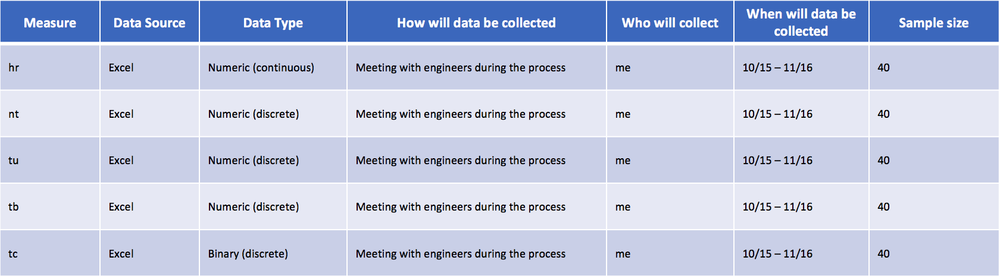 Measure Data Source Data Type How will data be collected Who will collect When will data be collected Sample size
hr Excel Numeric (continuous) Meeting with engineers during the process me 10/15 – 11/16 40
nt Excel Numeric (discrete) Meeting with engineers during the process me 10/15 – 11/16 40
tu Excel Numeric (discrete) Meeting with engineers during the process me 10/15 – 11/16 40
tb Excel Numeric (discrete) Meeting with engineers during the process me 10/15 – 11/16 40
tc Excel Binary (discrete) Meeting with engineers during the process me 10/15 – 11/16 40